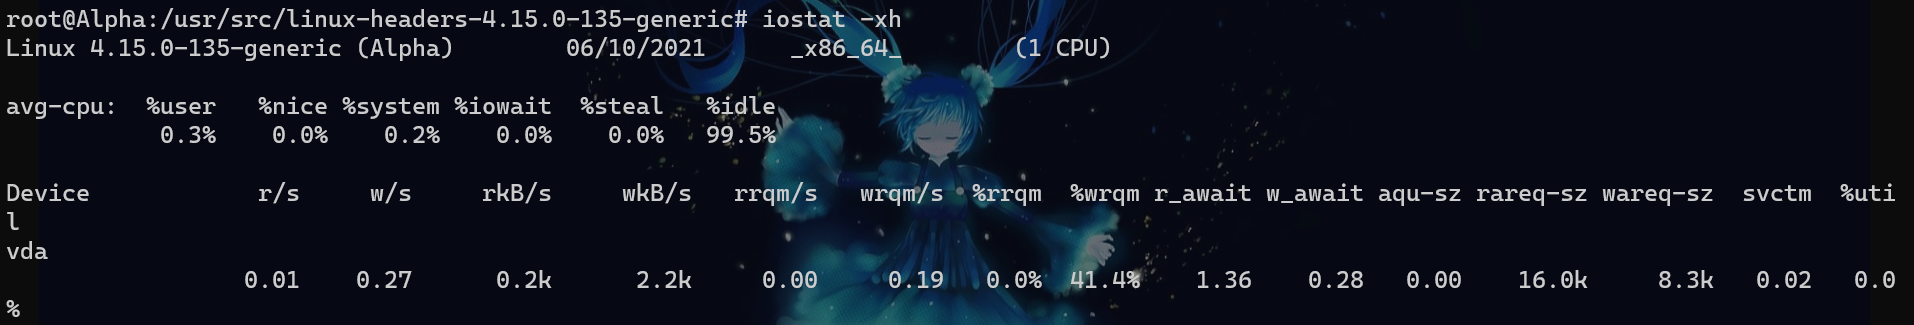 root@Alpha:/usr/src/linux-headers-4.15.0-135-generic# iostat -xh
Linux 4.15.0-135-generic (Alpha)        06/10/2021      _x86_64_        (1 CPU)
avg-cpu:  %user   %nice %system %iowait  %steal   %idle
           0.3%    0.0%    0.2%    0.0%    0.0%   99.5%
Device            r/s     w/s     rkB/s     wkB/s   rrqm/s   wrqm/s  %rrqm  %wrqm r_await w_await aqu-sz rareq-sz wareq-sz  svctm  %uti
l
vda
                 0.01    0.27      0.2k      2.2k     0.00     0.19   0.0%  41.4%    1.36    0.28   0.00    16.0k     8.3k   0.02   0.0
%